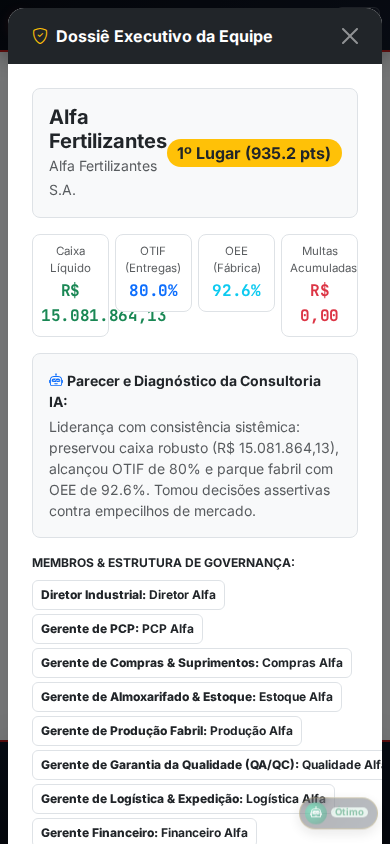 Dossiê Executivo da Equipe
Alfa
Fertilizantes
1º Lugar (935.2 pts)
Alfa Fertilizantes
S.A.
Caixa
Líquido
R$
15.081.864,13
OTIF
(Entregas)
80.0%
OEE
(Fábrica)
92.6%
Multas
Acumuladas
R$
0,00
Parecer e Diagnóstico da Consultoria
IA:
Liderança com consistência sistêmica:
preservou caixa robusto (R$ 15.081.864,13),
alcançou OTIF de 80% e parque fabril com
OEE de 92.6%. Tomou decisões assertivas
contra empecilhos de mercado.
MEMBROS & ESTRUTURA DE GOVERNANÇA:
Diretor Industrial: Diretor Alfa
Gerente de PCP: PCP Alfa
Gerente de Compras & Suprimentos: Compras Alfa
Gerente de Almoxarifado & Estoque: Estoque Alfa
Gerente de Produção Fabril: Produção Alfa
Gerente de Garantia da Qualidade (QA/QC): Qualidade Alf
Gerente de Logística & Expedição: Logística Alfa
Otimo
Gerente Financeiro: Financeiro Alfa